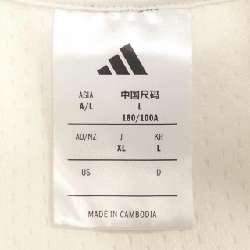 ASIA 中国尺码
A/L L
180/100A
AU/NZ J KR
XL L
US D
MADE IN CAMBODIA